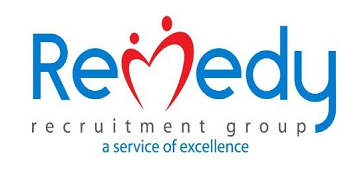 Remedy
recruitment group
a service of excellence